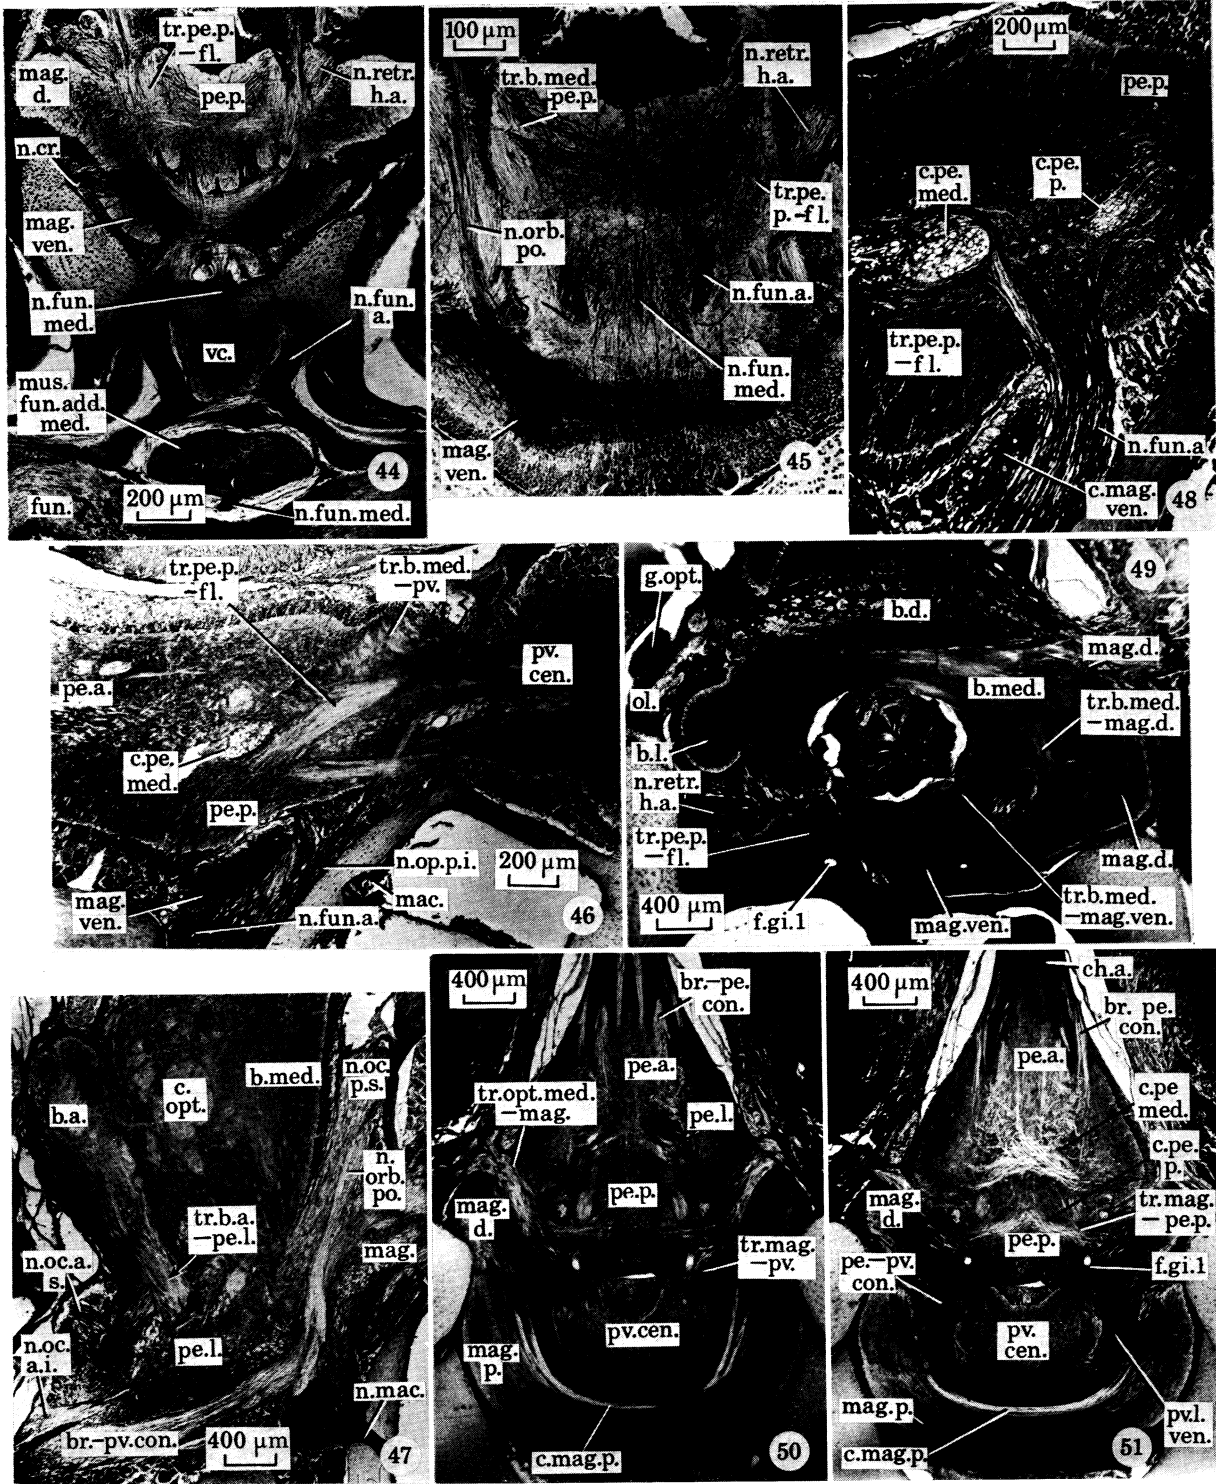 tr.pe.p.
-fl.
mag.
d.
pe.p.
n.retr.
h.a.
n.cr.
mag.
ven.
n.fun.
med.
n.fun.
a.
vc.
mus.
fun.add.
med.
44
fun.
200 μm
n.fun.med.
100 μm
tr.b.med.
pe.p.
n.retr.
h.a.
tr.pe.
p.-fl.
n.orb.
po.
n.fun.a.
n.fun.
med.
mag.
ven.
45
200 μm
pe.p.
c.pe.
med.
c.pe.
p.
tr.pe.p.
-fl.
n.fun.a
c.mag.
ven.
48
tr.pe.p.
-fl.
tr.b.med.
-pv.
pv.
cen.
pe.a.
c.pe.
med.
pe.p.
n.op.p.i.
200 μm
mag.
ven.
mac.
n.fun.a.
46
49
g.opt.
b.d.
mag.d.
ol.
b.med.
tr.b.med.
-mag.d.
b.l.
n.retr.
h.a.
tr.pe.p.
-fl.
mag.d.
400 μm
f.gi.1
mag.ven.
tr.b.med.
-mag.ven.
b.a.
c.
opt.
b.med.
n.oc.
p.s.
n.
orb.
po.
tr.b.a.
-pe.l.
mag.
n.oc.a.
s.
n.oc.
a.i.
pe.l.
n.mac.
br.-pv.con.
400 μm
47
400 μm
br.-pe.
con.
pe.a.
tr.opt.med.
-mag.
pe.l.
pe.p.
mag.
d.
tr.mag.
-pv.
pv.cen.
mag.
p.
c.mag.p.
50
ch.a.
400 μm
br. pe.
con.
pe.a.
c.pe
med.
c.pe.
p.
mag.
d.
tr.mag.
-pe.p.
pe.p.
pe.-pv.
con.
f.gi.1
pv.
cen.
mag.p.
pv.l.
ven.
c.mag.p.
51